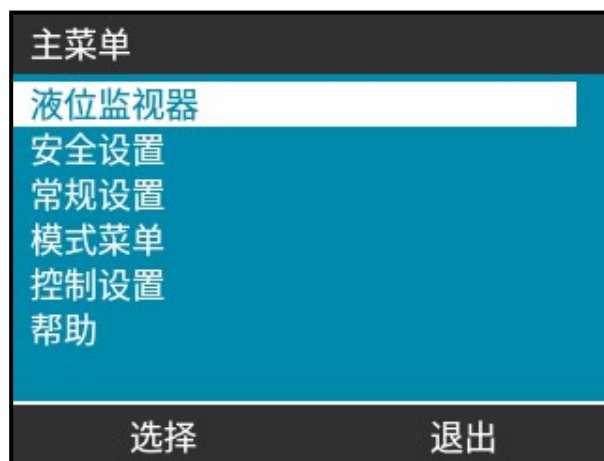 主菜单
液位监视器
安全设置
常规设置
模式菜单
控制设置
帮助
选择 退出